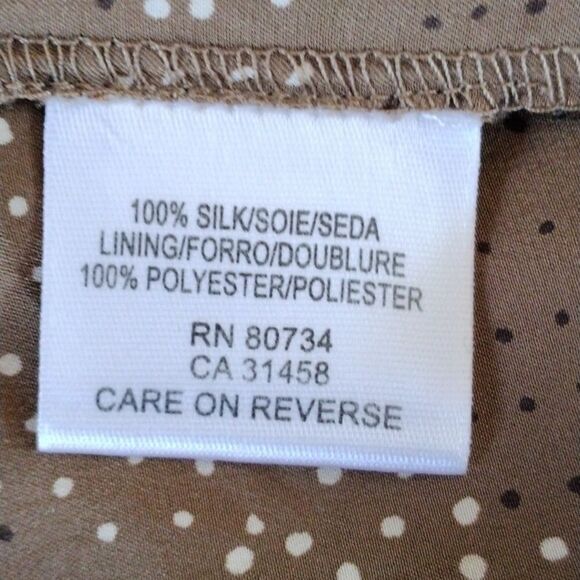 100% SILK/SOIE/SEDA
LINING/FORRO/DOUBLURE
100% POLYESTER/POLIESTER
RN 80734
CA 31458
CARE ON REVERSE